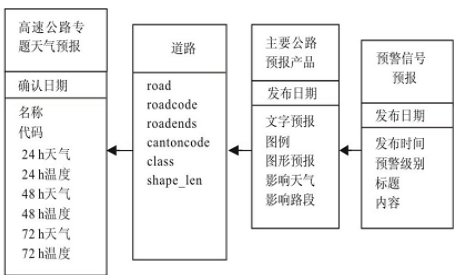 高速公路专
题天气预报
确认日期
名称
代码
24 h天气
24 h温度
48 h天气
48 h温度
72 h天气
72 h温度
道路
road
roadcode
roadends
cantoncode
class
shape_len
主要公路
预报产品
发布日期
文字预报
图例
图形预报
影响天气
影响路段
预警信号
预报
发布日期
发布时间
预警级别
标题
内容